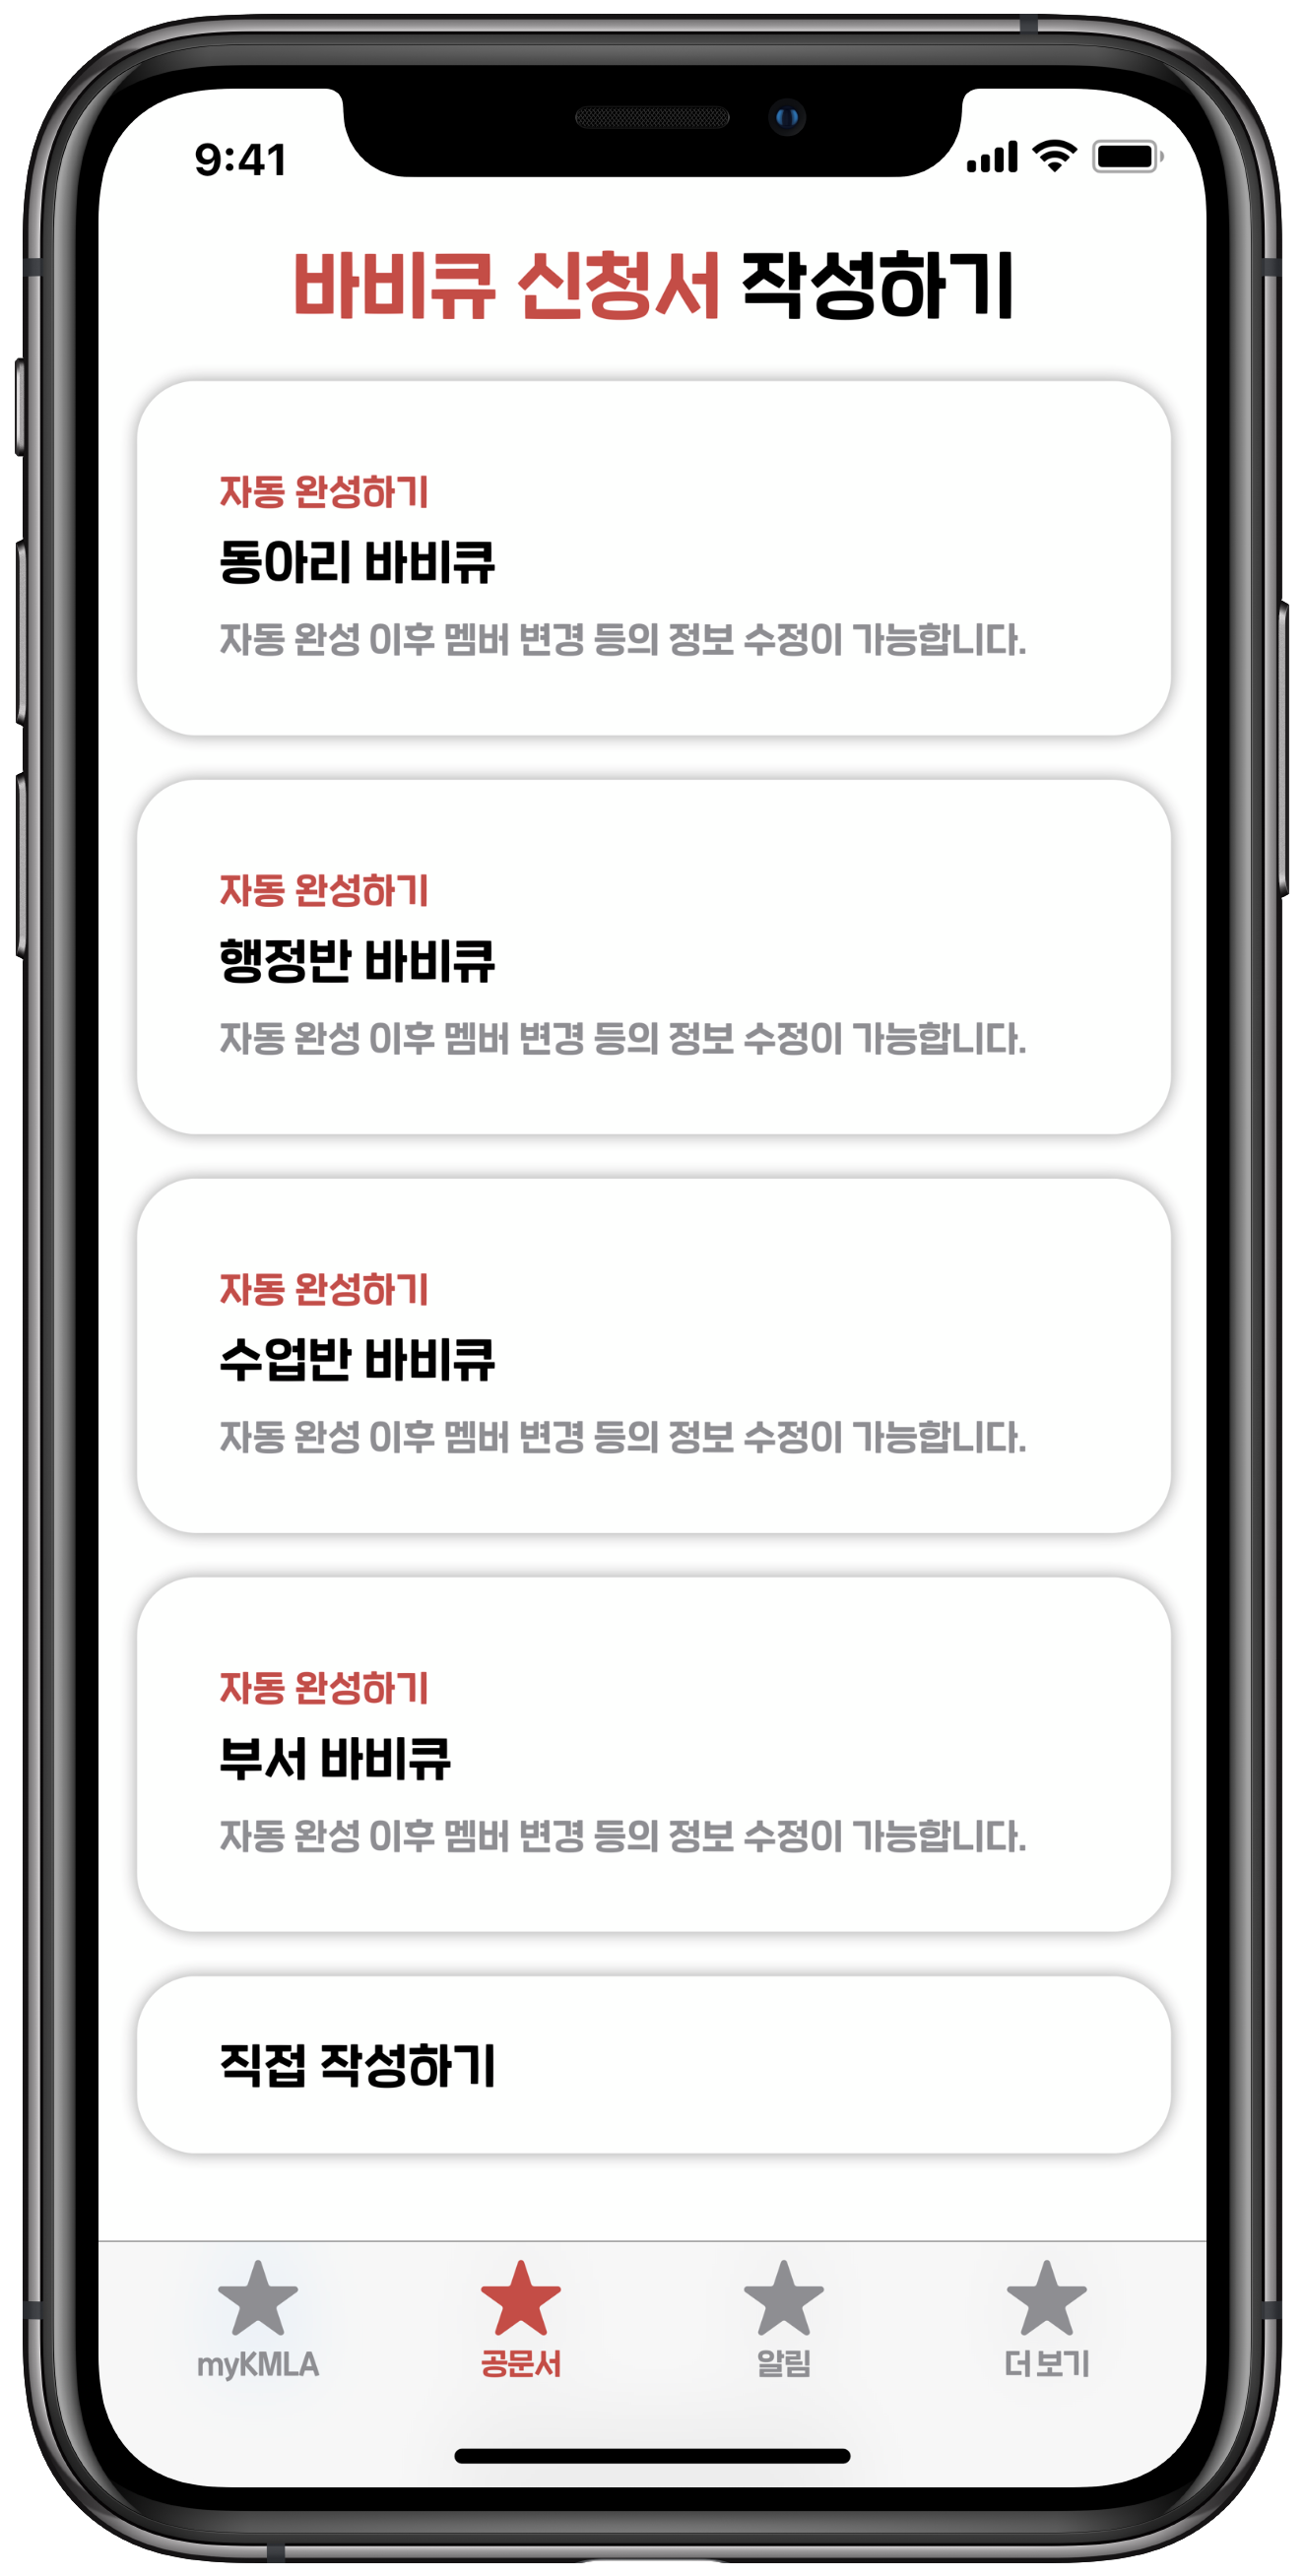 9:41
바비큐 신청서 작성하기
자동 완성하기
동아리 바비큐
자동 완성 이후 멤버 변경 등의 정보 수정이 가능합니다.
자동 완성하기
행정반 바비큐
자동 완성 이후 멤버 변경 등의 정보 수정이 가능합니다.
자동 완성하기
수업반 바비큐
자동 완성 이후 멤버 변경 등의 정보 수정이 가능합니다.
자동 완성하기
부서 바비큐
자동 완성 이후 멤버 변경 등의 정보 수정이 가능합니다.
직접 작성하기
myKMLA 공문서 알림 더 보기